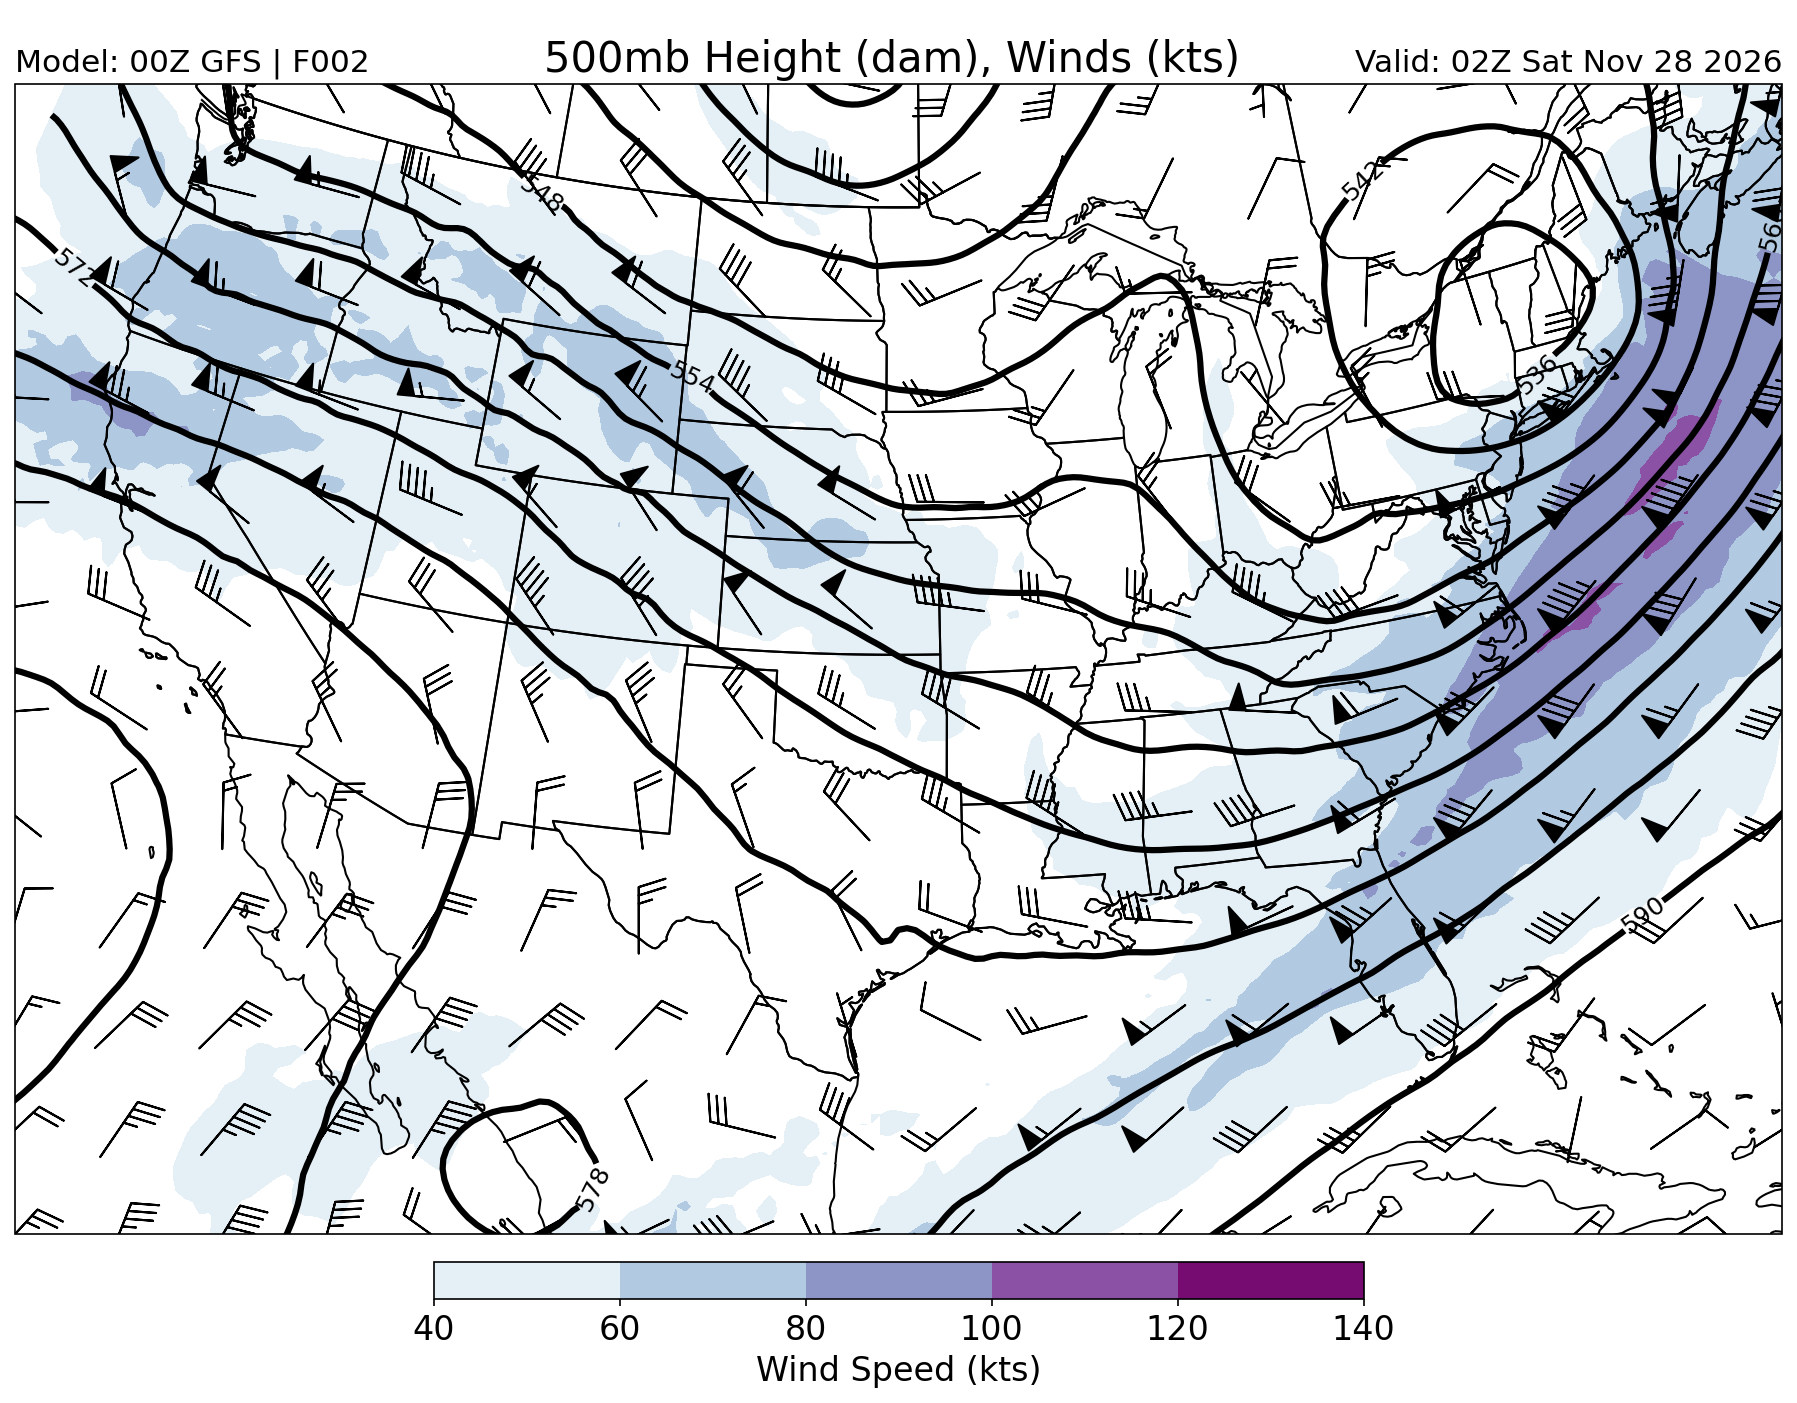 Model: 00Z GFS | F002
500mb Height (dam), Winds (kts)
Valid: 02Z Sat Nov 28 2026
542
548
572
554
536
590
578
40 60 80 100 120 140
Wind Speed (kts)